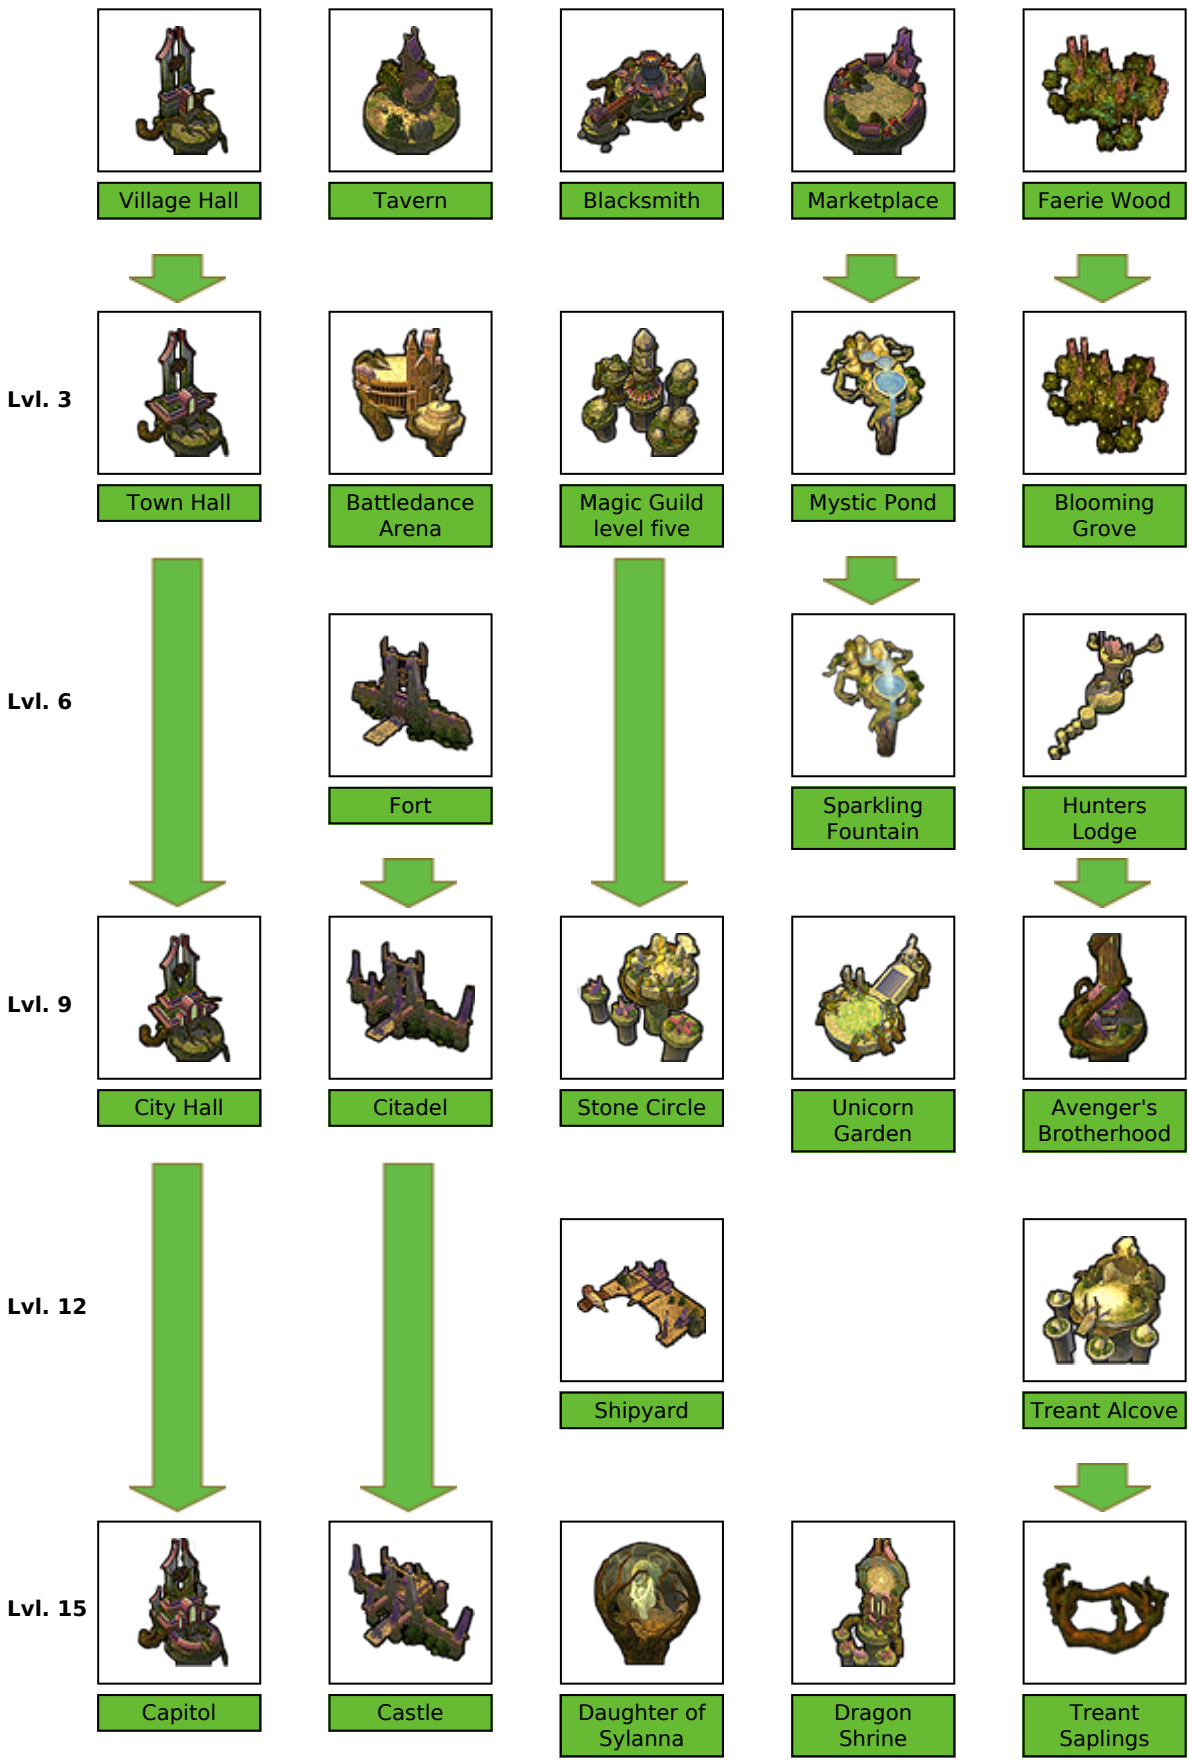 Village Hall
Tavern
Blacksmith
Marketplace
Faerie Wood
Lvl. 3
Town Hall
Battledance
Arena
Magic Guild
level five
Mystic Pond
Blooming
Grove
Lvl. 6
Fort
Sparkling
Fountain
Hunters
Lodge
Lvl. 9
City Hall
Citadel
Stone Circle
Unicorn
Garden
Avenger's
Brotherhood
Lvl. 12
Shipyard
Treant Alcove
Lvl. 15
Capitol
Castle
Daughter of
Sylanna
Dragon
Shrine
Treant
Saplings